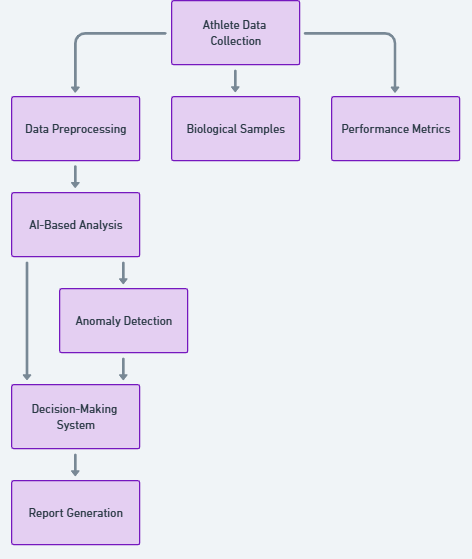 Athlete Data
Collection
Data Preprocessing
Biological Samples
Performance Metrics
AI-Based Analysis
Anomaly Detection
Decision-Making
System
Report Generation